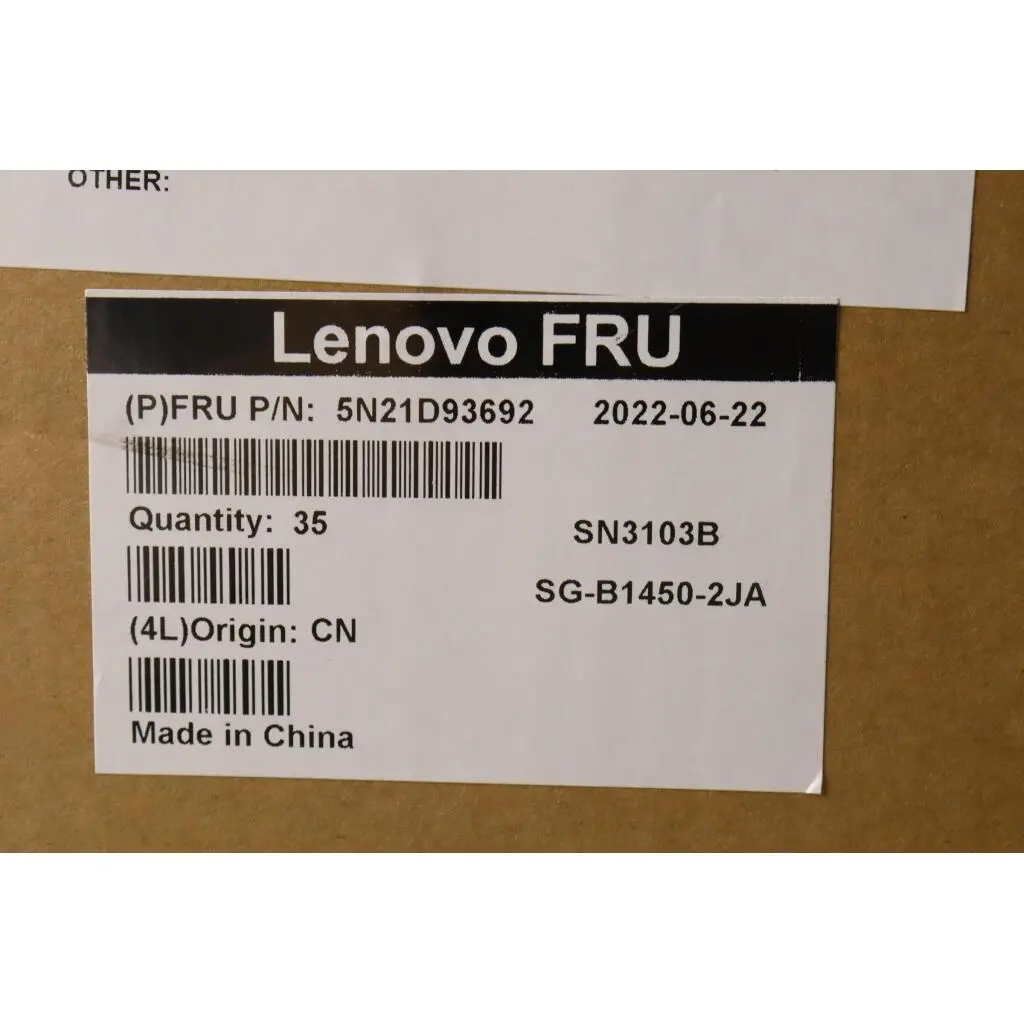 OTHER:
Lenovo FRU
(P)FRU P/N: 5N21D93692 2022-06-22
Quantity: 35
SN3103B
SG-B1450-2JA
(4L)Origin: CN
Made in China